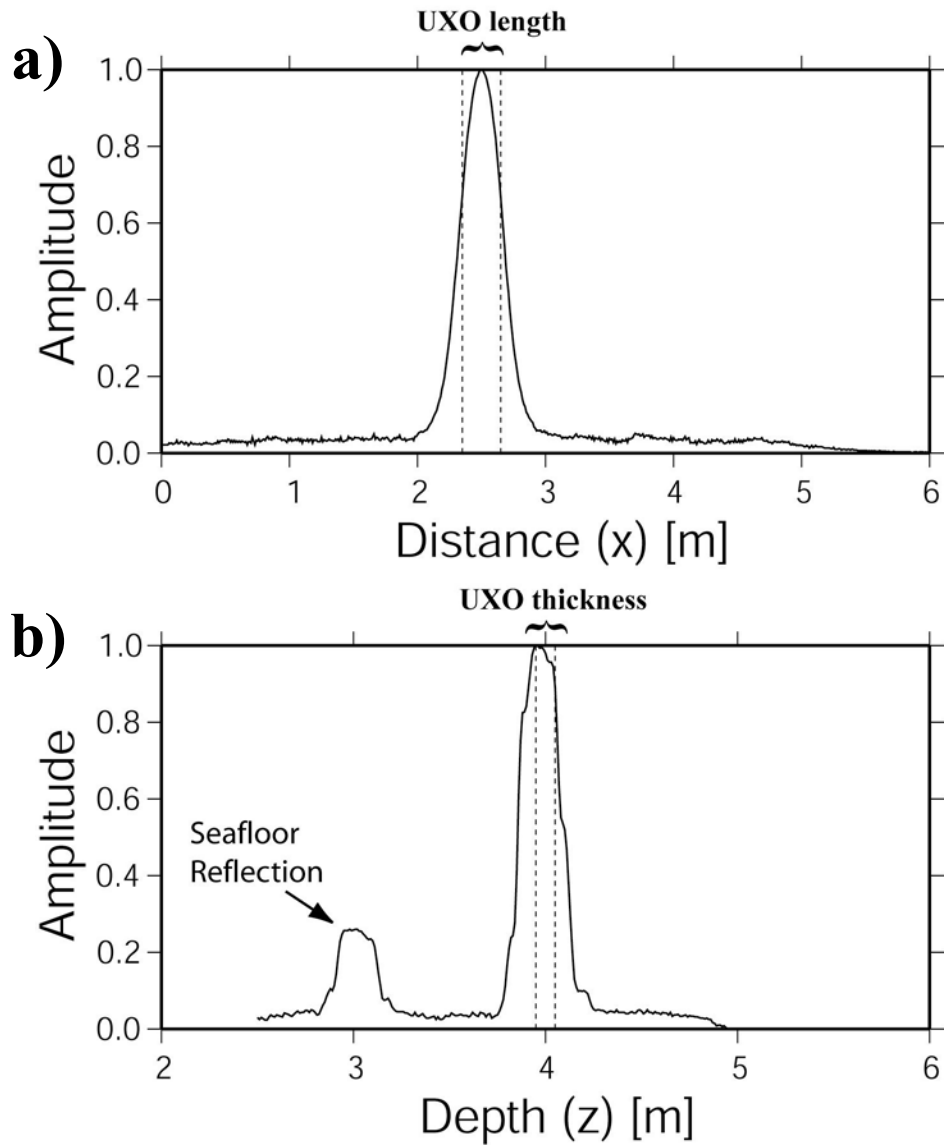 a)
UXO length
1.0
0.8
0.6
0.4
0.2
0.0
Amplitude
0 1 2 3 4 5 6
Distance (x) [m]
b)
UXO thickness
1.0
0.8
0.6
0.4
0.2
0.0
Amplitude
Seafloor
Reflection
2 3 4 5 6
Depth (z) [m]